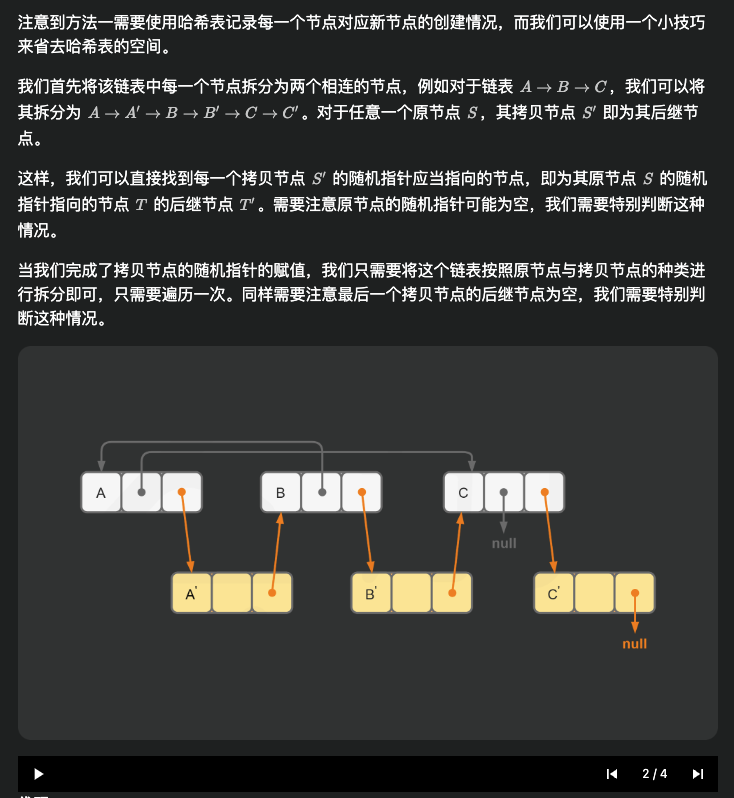 注意到方法一需要使用哈希表记录每一个节点对应新节点的创建情况，而我们可以使用一个小技巧
来省去哈希表的空间。
我们首先将该链表中每一个节点拆分为两个相连的节点，例如对于链表 A → B → C，我们可以将
其拆分为 A → A′ → B → B′ → C → C′。对于任意一个原节点 S，其拷贝节点 S′ 即为其后继节
点。
这样，我们可以直接找到每一个拷贝节点 S′ 的随机指针应当指向的节点，即为其原节点 S 的随机
指针指向的节点 T 的后继节点 T′。需要注意原节点的随机指针可能为空，我们需要特别判断这种
情况。
当我们完成了拷贝节点的随机指针的赋值，我们只需要将这个链表按照原节点与拷贝节点的种类进
行拆分即可，只需要遍历一次。同样需要注意最后一个拷贝节点的后继节点为空，我们需要特别判
断这种情况。
A B C
null
A' B' C'
null
2 / 4